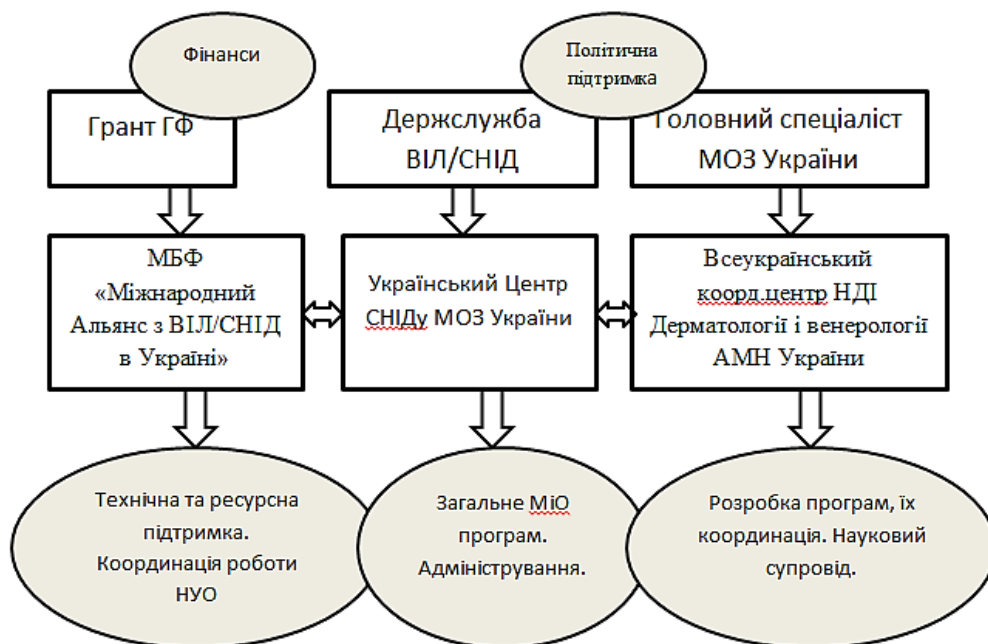 Фінанси
Політична
підтримка
Грант ГФ
Держслужба
ВІЛ/СНІД
Головний спеціаліст
МОЗ України
МБФ
«Міжнародний
Альянс з ВІЛ/СНІД
в Україні»
Український Центр
СНІДу МОЗ України
Всеукраїнський
коорд.центр НДІ
Дерматології і венерології
АМН України
Технічна та ресурсна
підтримка.
Координація роботи
НУО
Загальне МіО
програм.
Адміністрування.
Розробка програм, їх
координація. Науковий
супровід.